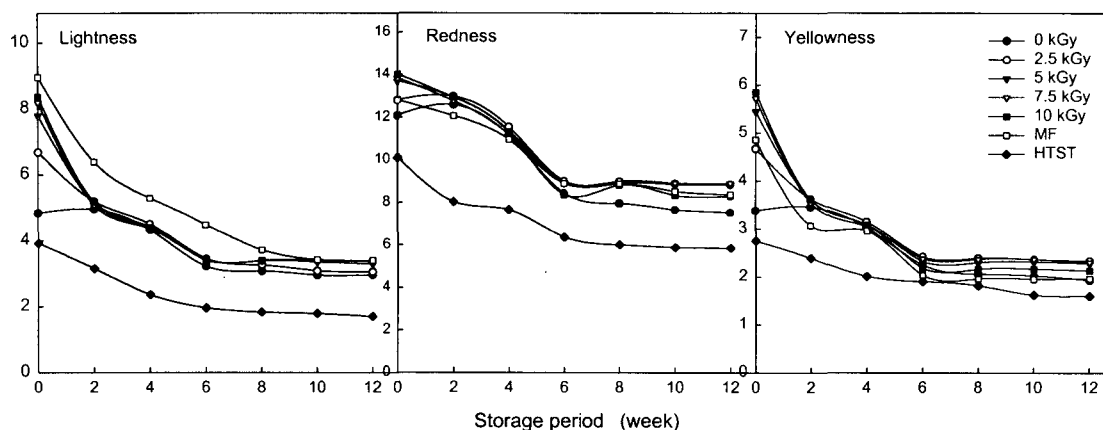 Lightness
Redness
Yellowness
0 kGy
2.5 kGy
5 kGy
7.5 kGy
10 kGy
MF
HTST
10
8
6
4
2
0
16
14
12
10
8
6
4
2
0
7
6
5
4
3
2
1
0
0 2 4 6 8 10 12
0 2 4 6 8 10 12
0 2 4 6 8 10 12
Storage period (week)